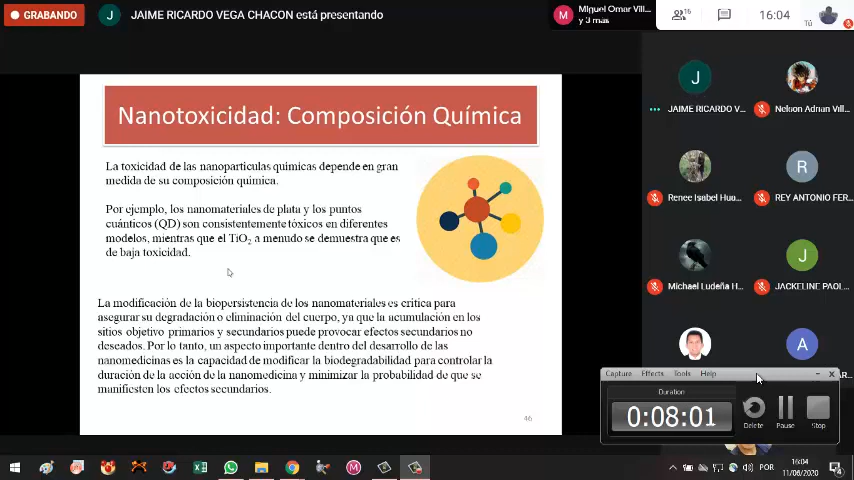 GRABANDO
J
JAIME RICARDO VEGA CHACON está presentando
M
Miguel Omar Vill...
y 3 más
16
16:04
Tú
Nanotoxicidad: Composición Química
La toxicidad de las nanopartículas químicas depende en gran
medida de su composición química.
Por ejemplo, los nanomateriales de plata y los puntos
cuánticos (QD) son consistentemente tóxicos en diferentes
modelos, mientras que el TiO2 a menudo se demuestra que es
de baja toxicidad.
La modificación de la biopersistencia de los nanomateriales es crítica para
asegurar su degradación o eliminación del cuerpo, ya que la acumulación en los
sitios objetivo primarios y secundarios puede provocar efectos secundarios no
deseados. Por lo tanto, un aspecto importante dentro del desarrollo de las
nanomedicinas es la capacidad de modificar la biodegradabilidad para controlar la
duración de la acción de la nanomedicina y minimizar la probabilidad de que se
manifiesten los efectos secundarios.
46
J
JAIME RICARDO V...
Nelson Adrian Vill...
Renee Isabel Hua...
R
REY ANTONIO FER...
Michael Ludeña H...
J
JACKELINE PAOL...
A
Capture Effects Tools Help
Duration
0:08:01
Delete
Pause
Stop
POR
16:04
11/06/2020
4